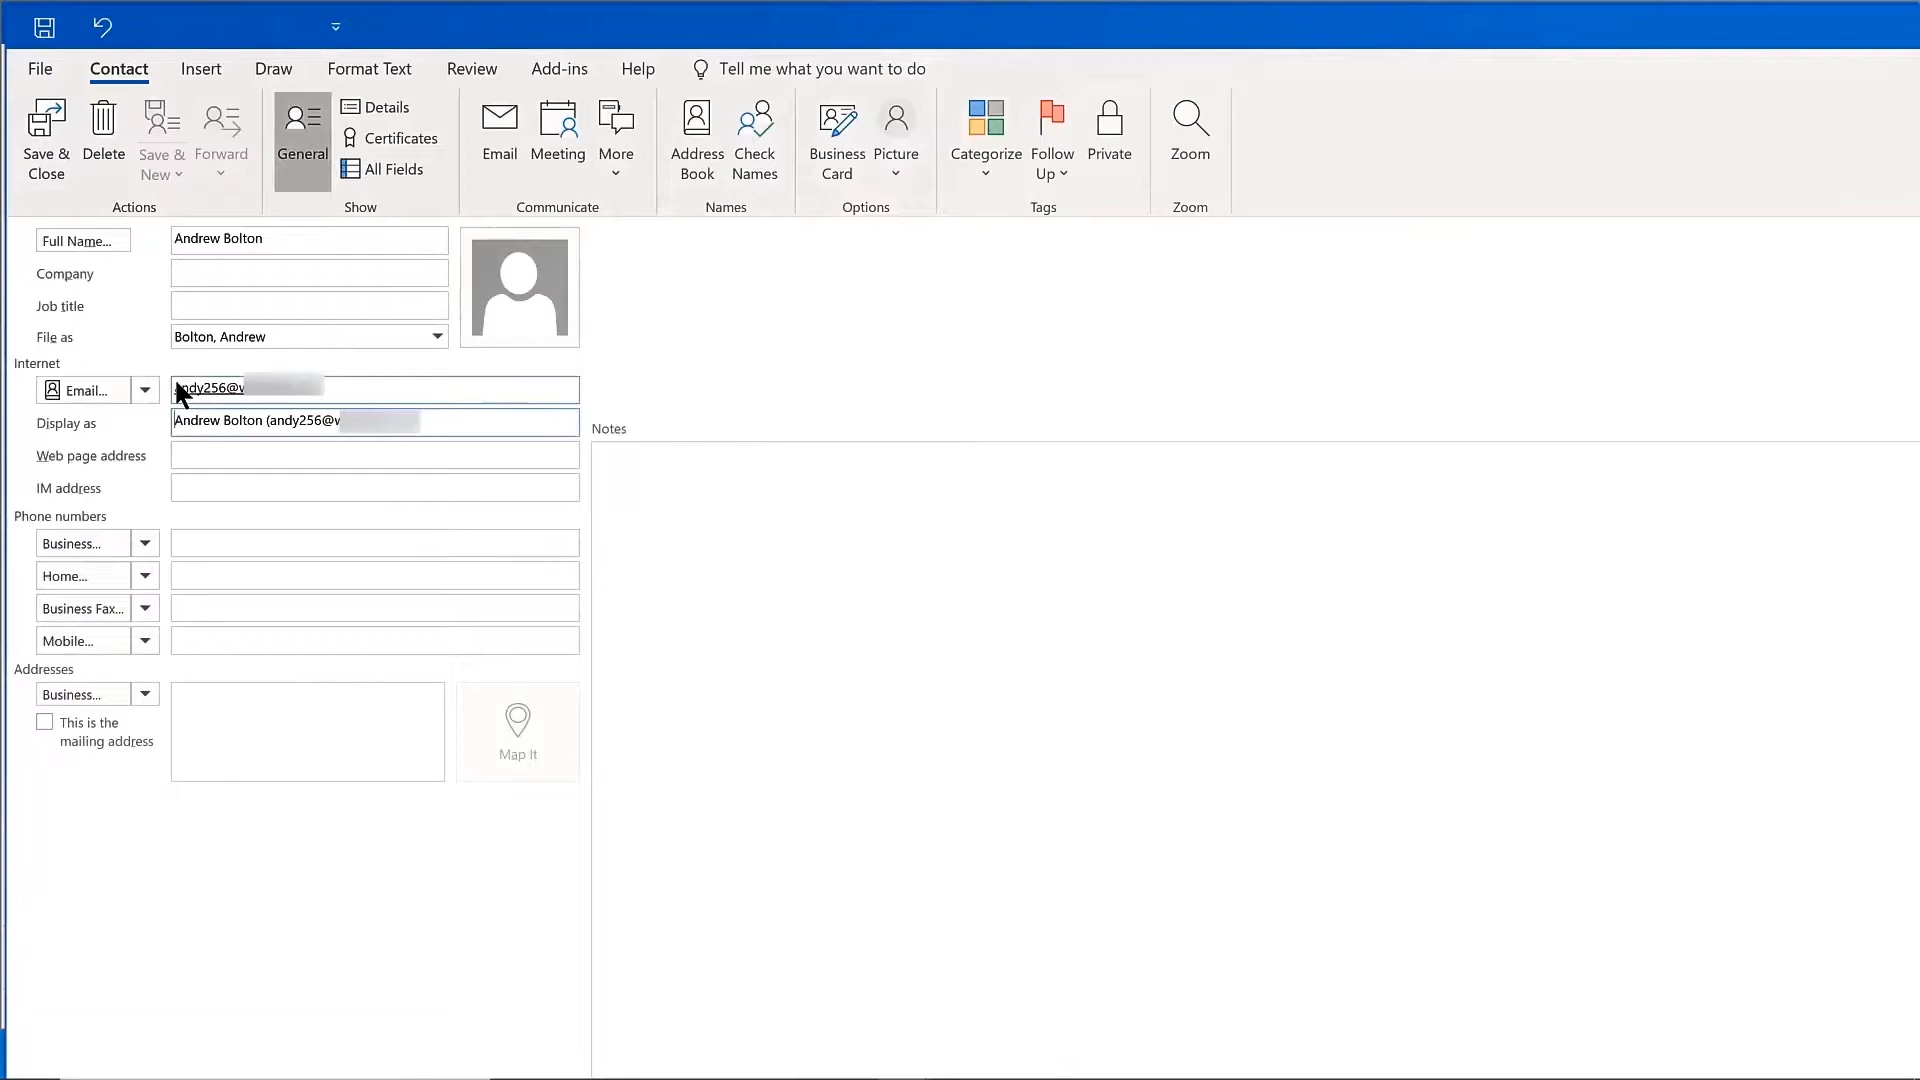 File Contact Insert Draw Format Text Review Add-ins Help Tell me what you want to do
Save & Close
Delete
Save & New
Forward
Actions
General
Details
Certificates
All Fields
Show
Email
Meeting
More
Communicate
Address Book
Check Names
Names
Business Card
Picture
Options
Categorize
Follow Up
Private
Tags
Zoom
Zoom
Full Name... Andrew Bolton
Company
Job title
File as Bolton, Andrew
Internet
Email... andy256@w
Display as Andrew Bolton (andy256@w
Web page address
IM address
Phone numbers
Business...
Home...
Business Fax...
Mobile...
Addresses
Business...
This is the
mailing address
Map It
Notes